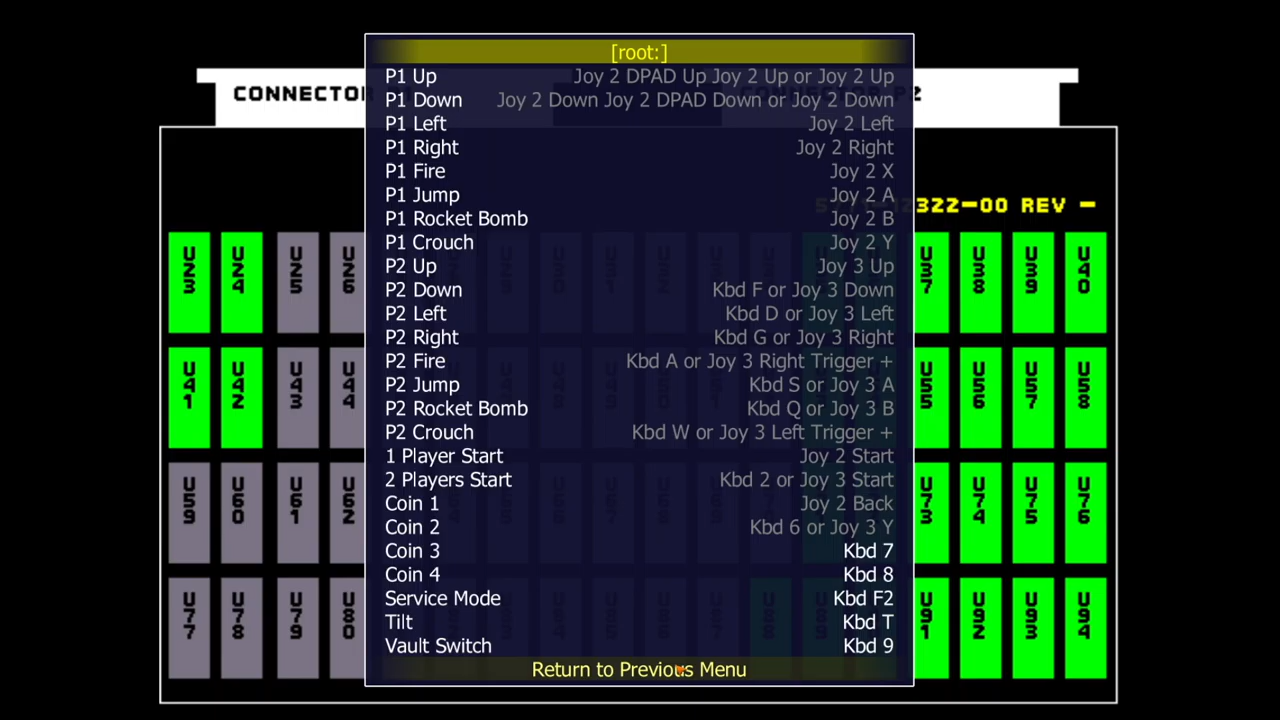 [root:]
P1 Up Joy 2 DPAD Up Joy 2 Up or Joy 2 Up
CONNECTOR P2
P1 Down Joy 2 Down Joy 2 DPAD Down or Joy 2 Down
P1 Left Joy 2 Left
P1 Right Joy 2 Right
P1 Fire Joy 2 X
P1 Jump Joy 2 A
2322-00 REV -
P1 Rocket Bomb Joy 2 B
P1 Crouch Joy 2 Y
P2 Up Joy 3 Up
U23 U24 U25 U26 U37 U38 U39 U40
P2 Down Kbd F or Joy 3 Down
P2 Left Kbd D or Joy 3 Left
P2 Right Kbd G or Joy 3 Right
P2 Fire Kbd A or Joy 3 Right Trigger +
P2 Jump Kbd S or Joy 3 A
U41 U42 U43 U44 U55 U56 U57 U58
P2 Rocket Bomb Kbd Q or Joy 3 B
P2 Crouch Kbd W or Joy 3 Left Trigger +
1 Player Start Joy 2 Start
2 Players Start Kbd 2 or Joy 3 Start
Coin 1 Joy 2 Back
U59 U60 U61 U62 U73 U74 U75 U76
Coin 2 Kbd 6 or Joy 3 Y
Coin 3 Kbd 7
Coin 4 Kbd 8
Service Mode Kbd F2
U77 U78 U79 U80 U91 U92 U93 U94
Tilt Kbd T
Vault Switch Kbd 9
Return to Previous Menu